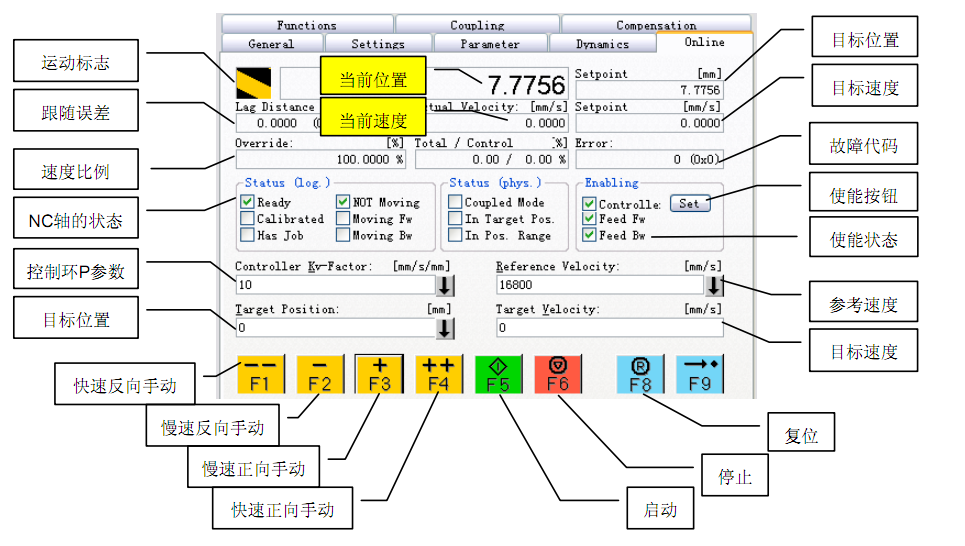 Functions Coupling Compensation
General Settings Parameter Dynamics Online
运动标志
当前位置
7.7756
Setpoint [mm]
7.7756
目标位置
跟随误差
Lag Distance
0.0000
当前速度
Velocity: [mm/s]
0.0000
Setpoint [mm/s]
0.0000
目标速度
速度比例
Override: [%]
100.0000 %
Total / Control %]
0.00 / 0.00 %
Error:
0 (0x0)
故障代码
NC轴的状态
Status (log.)
Ready NOT Moving
Calibrated Moving Fw
Has Job Moving Bw
Status (phys.)
Coupled Mode
In Target Pos.
In Pos. Range
Enabling
Controlle: Set
Feed Fw
Feed Bw
使能按钮
使能状态
控制环P参数
Controller Kv-Factor: [mm/s/mm]
10
Reference Velocity: [mm/s]
16800
参考速度
目标位置
Target Position: [mm]
0
Target Velocity: [mm/s]
0
目标速度
-- F1
- F2
+ F3
++ F4
F5
F6
R F8
F9
快速反向手动
慢速反向手动
慢速正向手动
快速正向手动
启动
停止
复位